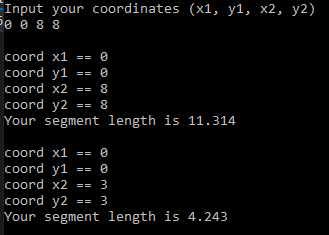 Input your coordinates (x1, y1, x2, y2)
0 0 8 8
coord x1 == 0
coord y1 == 0
coord x2 == 8
coord y2 == 8
Your segment length is 11.314
coord x1 == 0
coord y1 == 0
coord x2 == 3
coord y2 == 3
Your segment length is 4.243